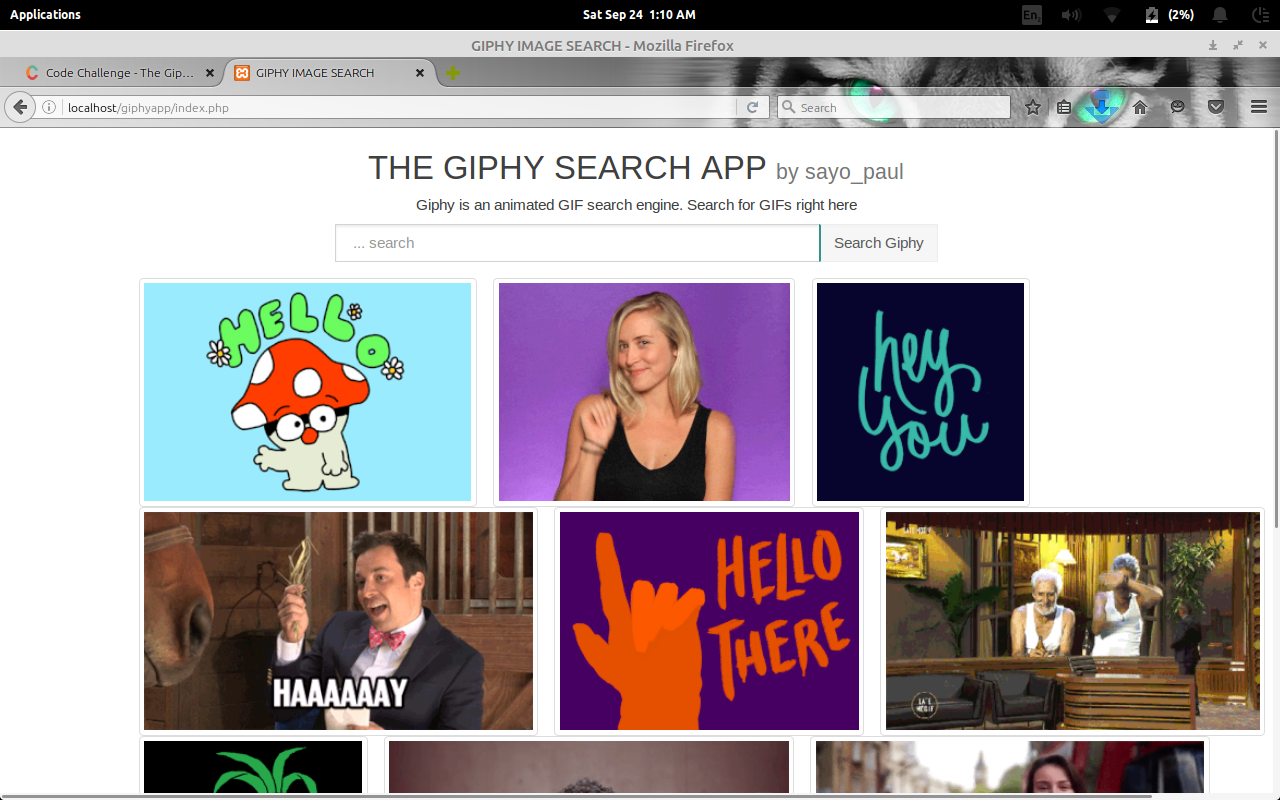 Applications
Sat Sep 24 1:10 AM
En
(2%)
GIPHY IMAGE SEARCH - Mozilla Firefox
Code Challenge - The Gip...
GIPHY IMAGE SEARCH
localhost/giphyapp/index.php
Search
THE GIPHY SEARCH APP by sayo_paul
Giphy is an animated GIF search engine. Search for GIFs right here
... search
Search Giphy
HELLO
hey
you
HAAAAAAY
HELLO
THERE
LATE